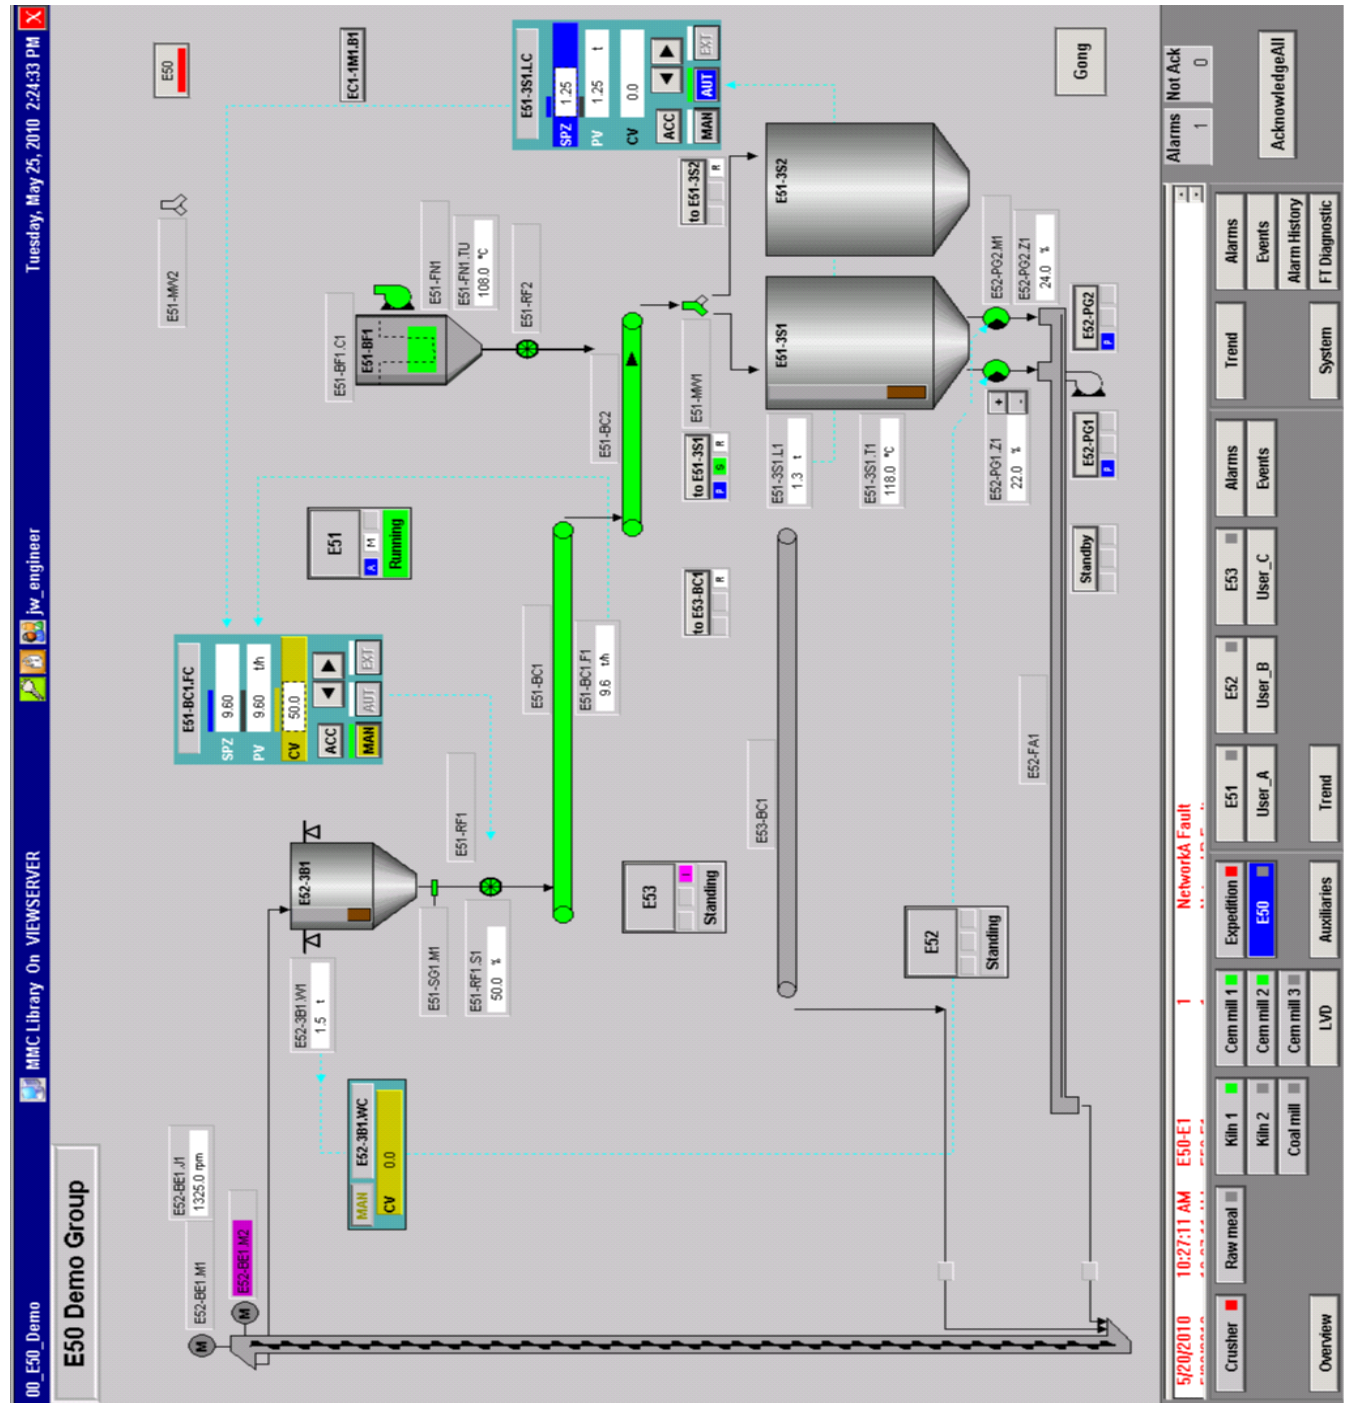 00_E50_Demo
MMC Library On VIEWSERVER
jw_engineer
Tuesday, May 25, 2010 2:24:33 PM
X
E50 Demo Group
E51-MW2
E50
E52-BE1.M1
E52-BE1.J1
1325.0 rpm
M
M
E52-BE1.M2
E51-BC1.FC
SPZ 9.60
PV 9.60 t/h
CV 50.0
ACC
MAN AUT EXT
E51
A M
Running
E51-BF1.C1
E51-BF1
E51-FN1
E51-FN1.TU
108.0 °C
E51-RF2
EC1-1M1.B1
E51-3S1.LC
SPZ 1.25
PV 1.25 t
CV 0.0
ACC
MAN AUT EXT
E52-3B1.W1
1.5 t
E52-3B1
E52-3B1.WC
MAN
CV 0.0
E51-SG1.M1
E51-RF1
E51-RF1.S1
50.0 %
E51-BC1
E51-BC1.F1
9.6 t/h
E51-BC2
E53
I
Standing
to E53-BC1
R
to E51-3S1
P S R
E51-MW1
to E51-3S2
R
E53-BC1
E51-3S1.L1
1.3 t
E51-3S1
E51-3S2
E51-3S1.T1
118.0 °C
E52
Standing
E52-PG1.Z1
22.0 %
+
-
E52-PG2.M1
E52-PG2.Z1
24.0 %
E52-FA1
Standby
E52-PG1
P
E52-PG2
P
Gong
5/20/2010 10:27:11 AM E50-E1 1 NetworkA Fault
Alarms Not Ack
1 0
AcknowledgeAll
Crusher Raw meal Kiln 1 Cem mill 1 Expedition E51 E52 E53 Alarms Trend Alarms
Kiln 2 Cem mill 2 E50 User_A User_B User_C Events Events
Coal mill Cem mill 3 Alarm History
Overview LVD Auxiliaries Trend System FT Diagnostic